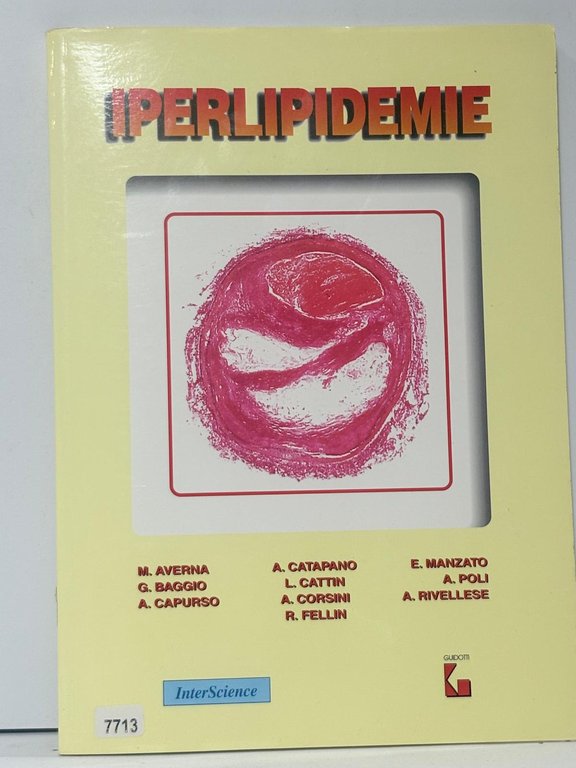 IPERLIPIDEMIE
M. AVERNA
G. BAGGIO
A. CAPURSO
A. CATAPANO
L. CATTIN
A. CORSINI
R. FELLIN
E. MANZATO
A. POLI
A. RIVELLESE
InterScience
GUIDOTTI
7713